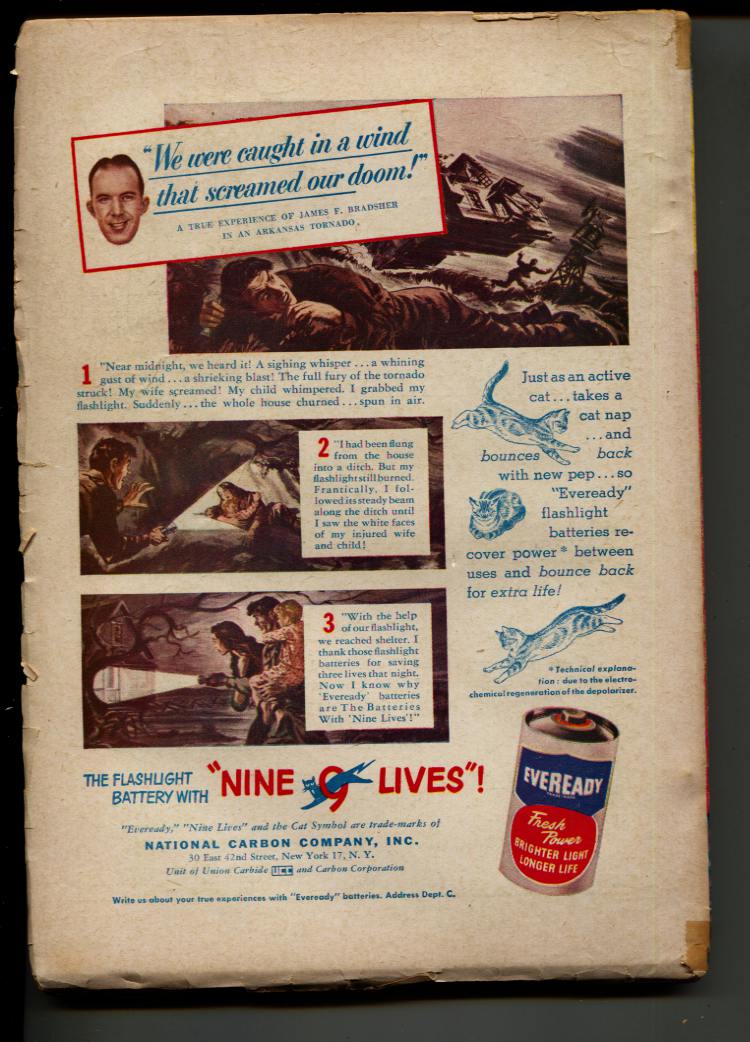 "We were caught in a wind
that screamed our doom!"
A TRUE EXPERIENCE OF JAMES F. BRADSHER
IN AN ARKANSAS TORNADO.
1 "Near midnight, we heard it! A sighing whisper...a whining
gust of wind...a shrieking blast! The full fury of the tornado
struck! My wife screamed! My child whimpered. I grabbed my
flashlight. Suddenly...the whole house churned...spun in air.
2 "I had been flung
from the house
into a ditch. But my
flashlight still burned.
Frantically, I fol-
lowed its steady beam
along the ditch until
I saw the white faces
of my injured wife
and child!
3 "With the help
of our flashlight,
we reached shelter. I
thank those flashlight
batteries for saving
three lives that night.
Now I know why
'Eveready' batteries
are The Batteries
With 'Nine Lives'!"
Just as an active
cat...takes a
cat nap
...and
bounces back
with new pep...so
"Eveready"
flashlight
batteries re-
cover power* between
uses and bounce back
for extra life!
* Technical explana-
tion: due to the electro-
chemical regeneration of the depolarizer.
EVEREADY
TRADE-MARK
Fresh
Power
BRIGHTER LIGHT
LONGER LIFE
THE FLASHLIGHT
BATTERY WITH
"NINE 9 LIVES"!
"Eveready," "Nine Lives" and the Cat Symbol are trade-marks of
NATIONAL CARBON COMPANY, INC.
30 East 42nd Street, New York 17, N. Y.
Unit of Union Carbide and Carbon Corporation
Write us about your true experiences with "Eveready" batteries. Address Dept. C.